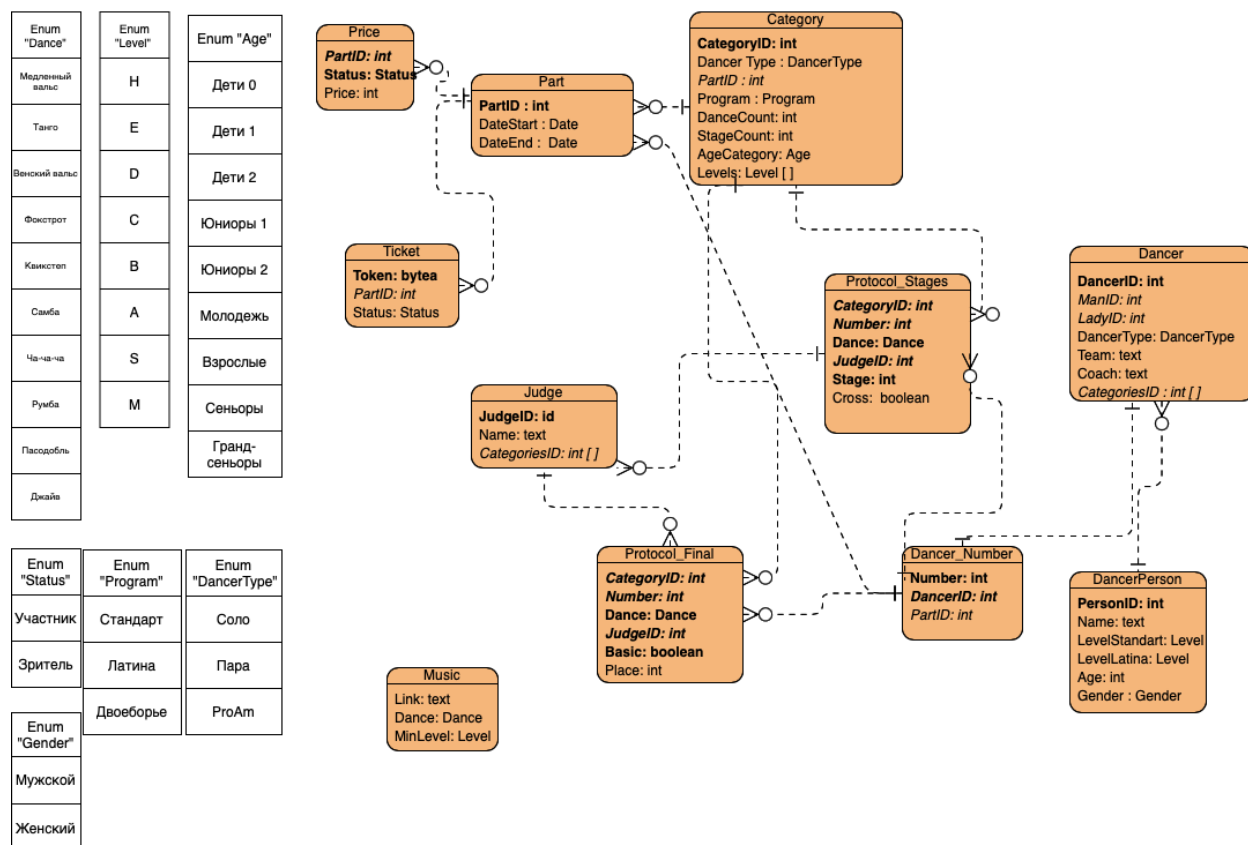 Enum
"Dance"
Медленный
вальс
Танго
Венский вальс
Фокстрот
Квикстеп
Самба
Ча-ча-ча
Румба
Пасодобль
Джайв
Enum
"Level"
H
E
D
C
B
A
S
M
Enum "Age"
Дети 0
Дети 1
Дети 2
Юниоры 1
Юниоры 2
Молодежь
Взрослые
Сеньоры
Гранд-
сеньоры
Enum
"Status"
Участник
Зритель
Enum
"Program"
Стандарт
Латина
Двоеборье
Enum
"DancerType"
Соло
Пара
ProAm
Enum
"Gender"
Мужской
Женский
Price
PartID: int
Status: Status
Price: int
Part
PartID : int
DateStart : Date
DateEnd : Date
Category
CategoryID: int
Dancer Type : DancerType
PartID : int
Program : Program
DanceCount: int
StageCount: int
AgeCategory: Age
Levels: Level [ ]
Ticket
Token: bytea
PartID: int
Status: Status
Protocol_Stages
CategoryID: int
Number: int
Dance: Dance
JudgeID: int
Stage: int
Cross: boolean
Dancer
DancerID: int
ManID: int
LadyID: int
DancerType: DancerType
Team: text
Coach: text
CategoriesID : int [ ]
Judge
JudgeID: id
Name: text
CategoriesID: int [ ]
Protocol_Final
CategoryID: int
Number: int
Dance: Dance
JudgeID: int
Basic: boolean
Place: int
Dancer_Number
Number: int
DancerID: int
PartID: int
DancerPerson
PersonID: int
Name: text
LevelStandart: Level
LevelLatina: Level
Age: int
Gender : Gender
Music
Link: text
Dance: Dance
MinLevel: Level